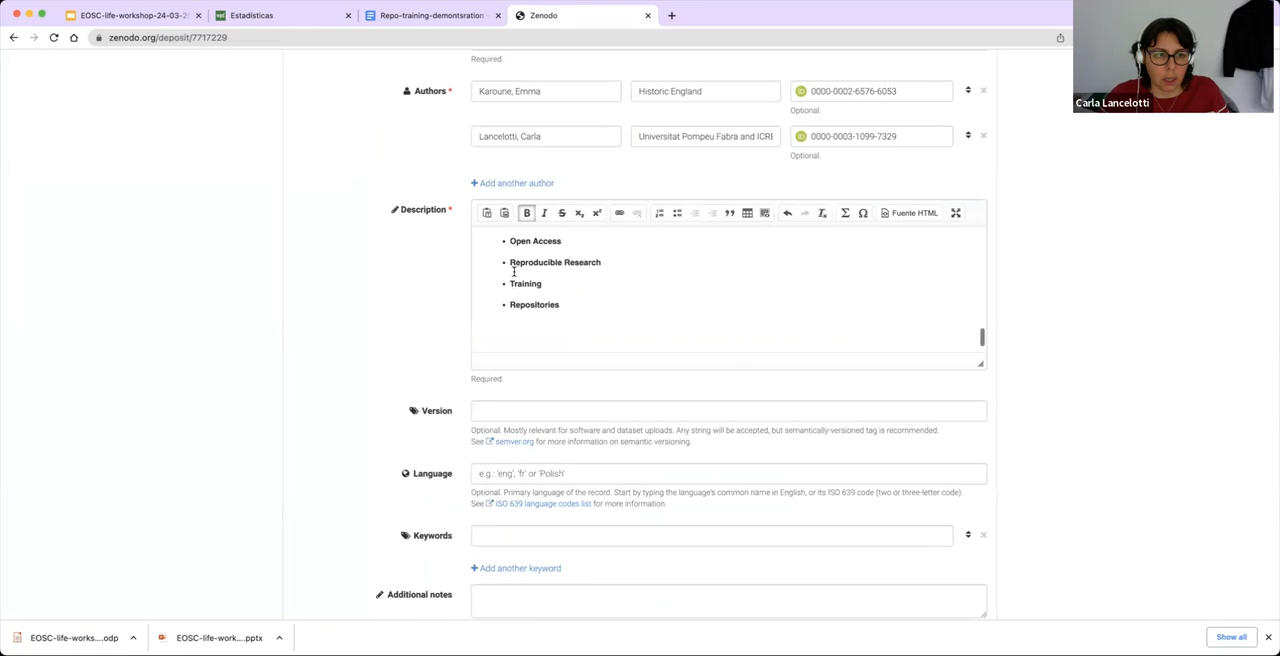 EOSC-life-workshop-24-03-2
Estadísticas
Repo-training-demontsration
Zenodo
zenodo.org/deposit/7717229
Carla Lancelotti
Required.
Authors *
Karoune, Emma
Historic England
0000-0002-6576-6053
Optional.
Lancelotti, Carla
Universitat Pompeu Fabra and ICRE
0000-0003-1099-7329
Optional.
+ Add another author
Description *
B I S x₂ x² Σ Ω Fuente HTML
• Open Access
• Reproducible Research
• Training
• Repositories
Required.
Version
Optional. Mostly relevant for software and dataset uploads. Any string will be accepted, but semantically-versioned tag is recommended.
See semver.org for more information on semantic versioning.
Language
e.g.: 'eng', 'fr' or 'Polish'
Optional. Primary language of the record. Start by typing the language's common name in English, or its ISO 639 code (two or three-letter code).
See ISO 639 language codes list for more information.
Keywords
+ Add another keyword
Additional notes
EOSC-life-works....odp
EOSC-life-work....pptx
Show all